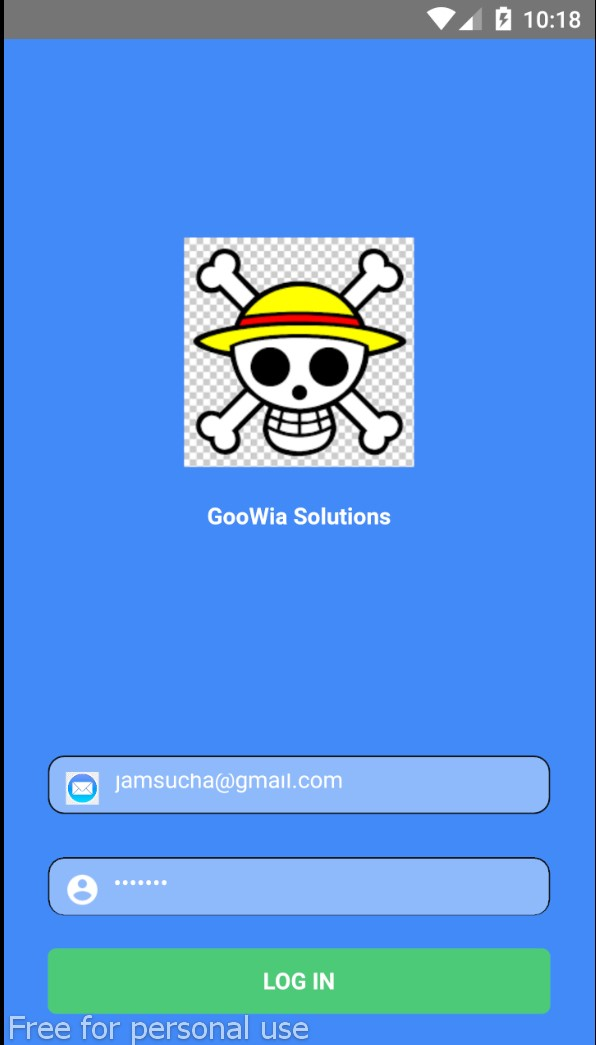 10:18
GooWia Solutions
jamsucha@gmail.com
•••••••
LOG IN
Free for personal use